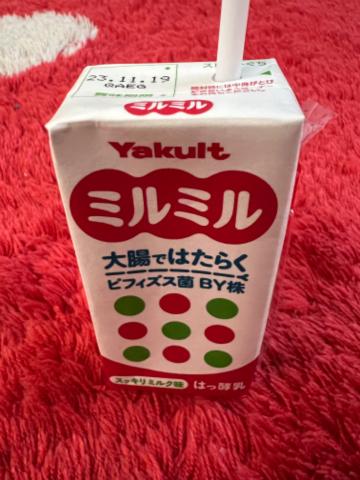 23.11.19
GAEG
ミルミル
Yakult
ミルミル
大腸ではたらく
ビフィズス菌 BY株
スッキリミルク味
はっ酵乳